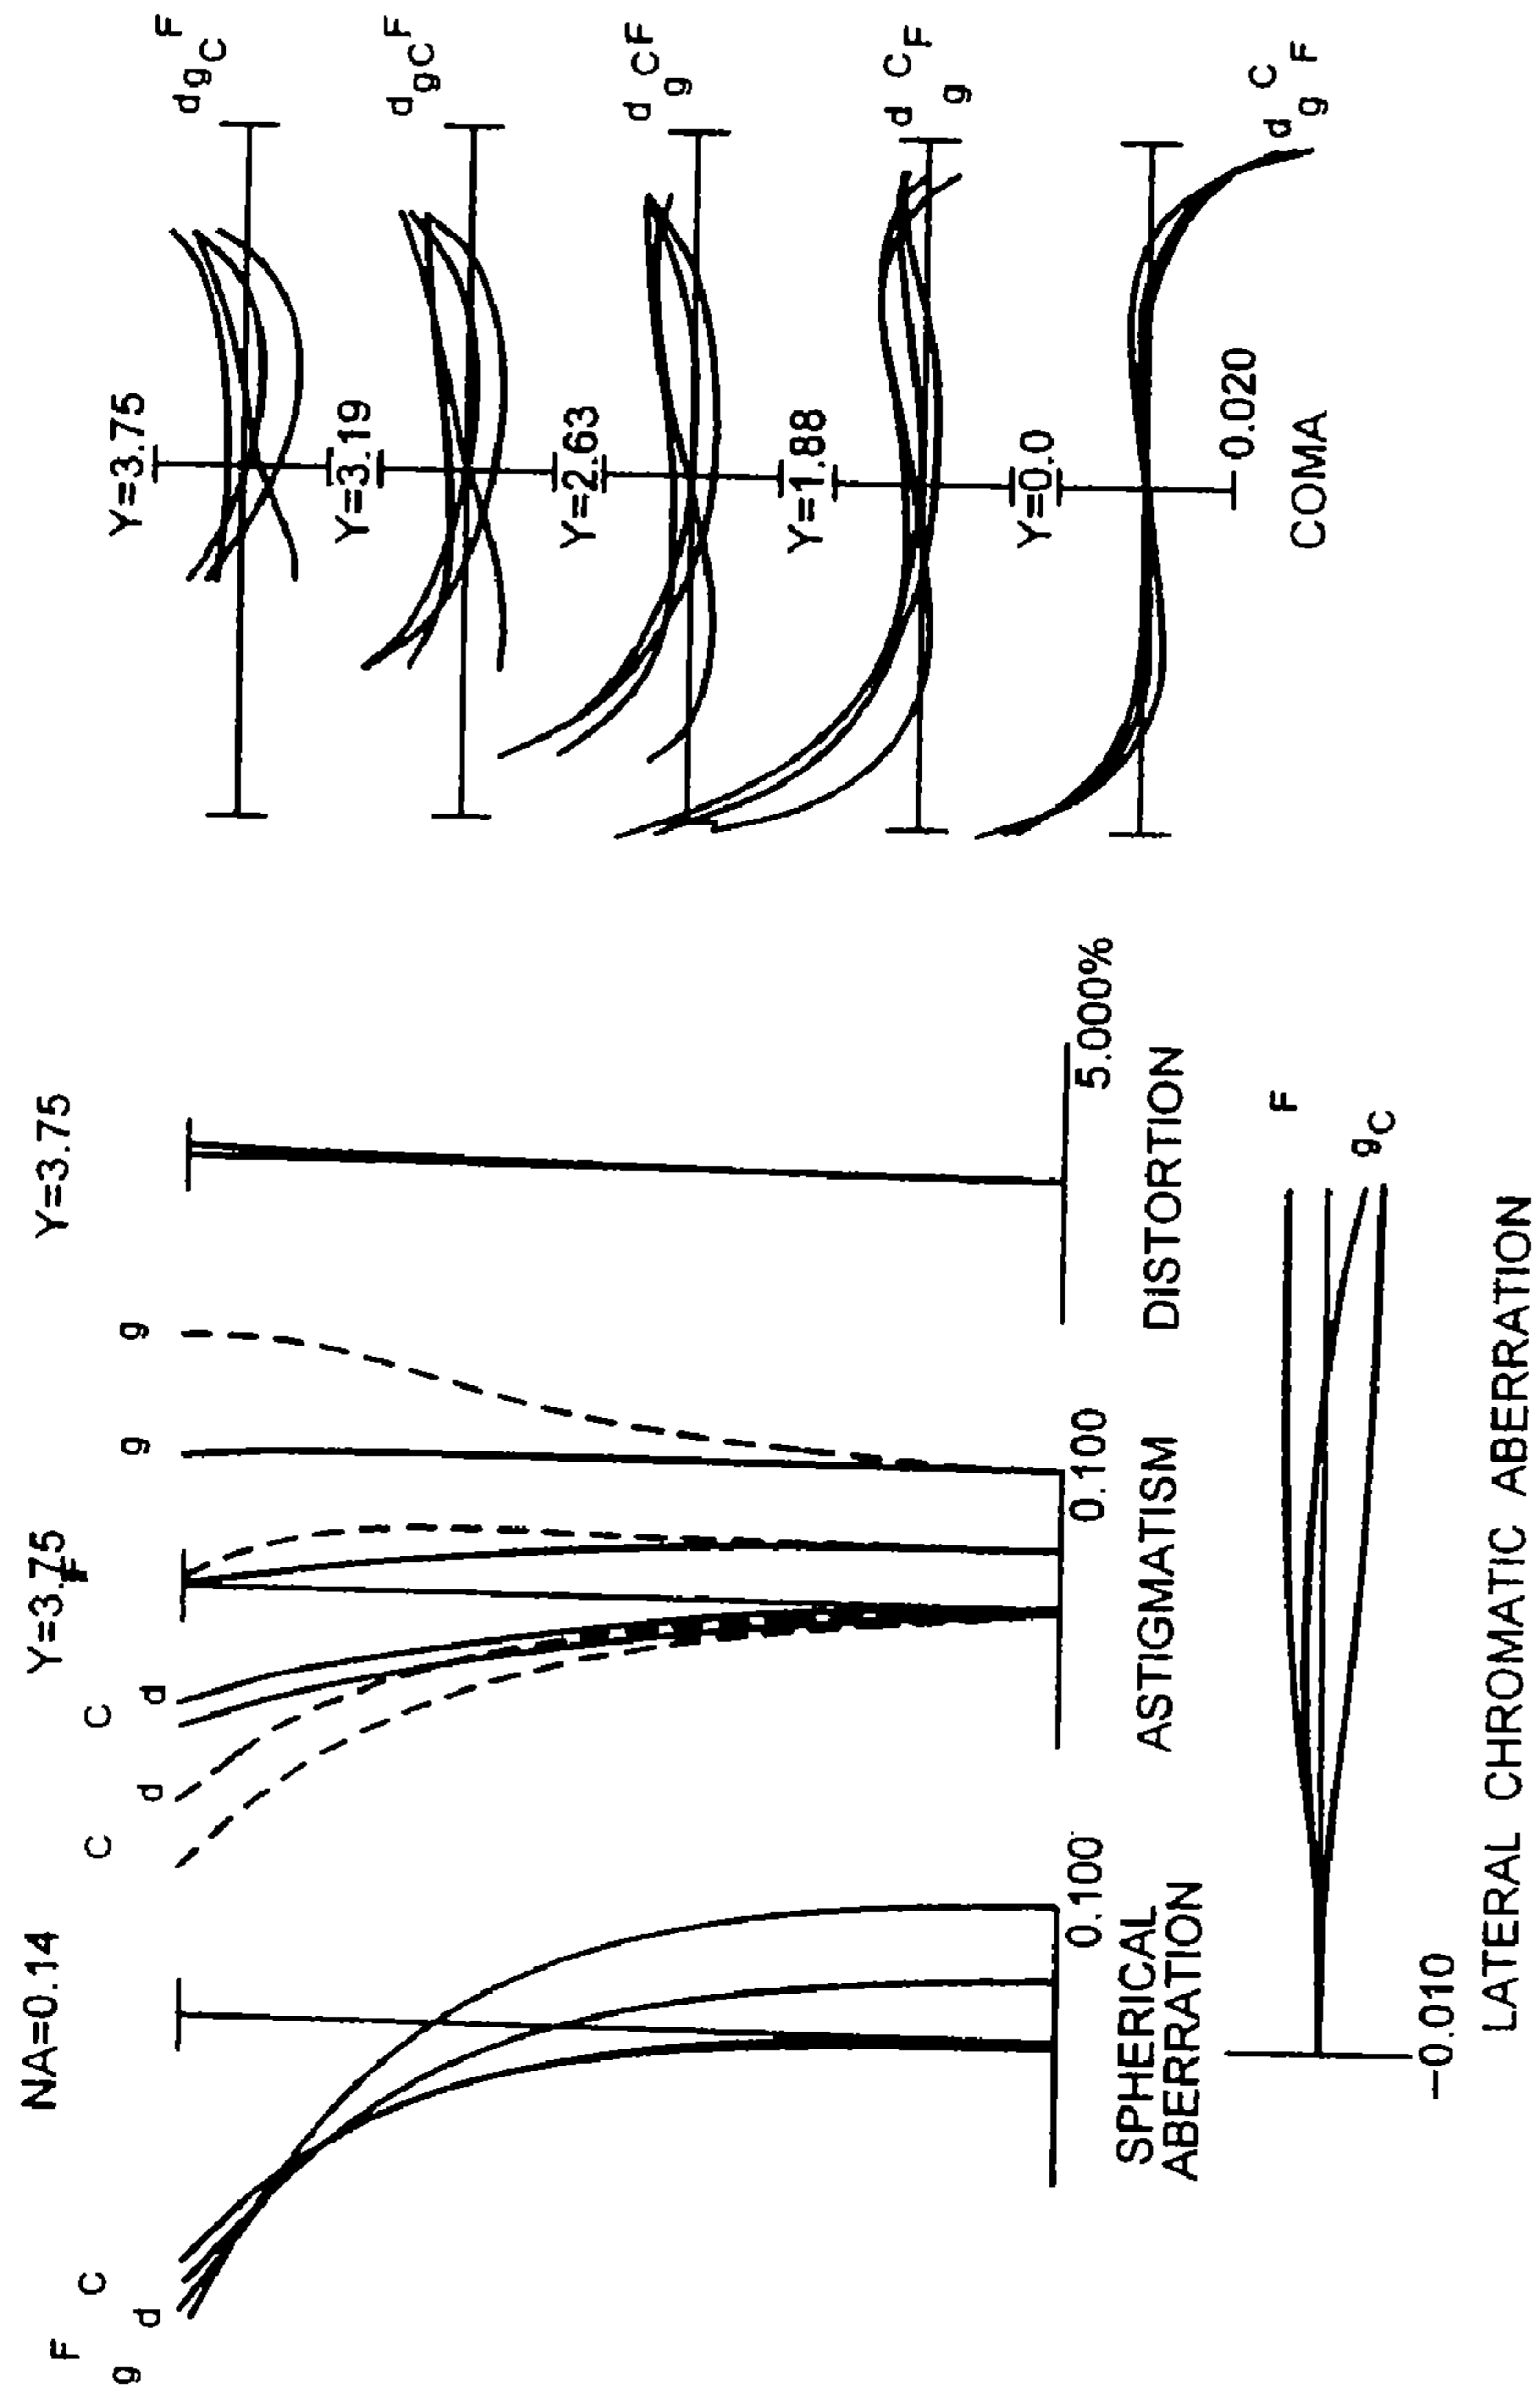 NA=0.14
F
C
g
d
SPHERICAL
ABERRATION
0.100
Y=3.75
F
C
d
C
d
g
g
ASTIGMATISM
0.100
Y=3.75
DISTORTION
5.000%
−0.010
LATERAL CHROMATIC ABERRATION
F
g
C
Y=3.75
d g C F
Y=3.19
d g C F
Y=2.63
d g C F
Y=1.88
d g C F
Y=0.0
d g C F
0.020
COMA